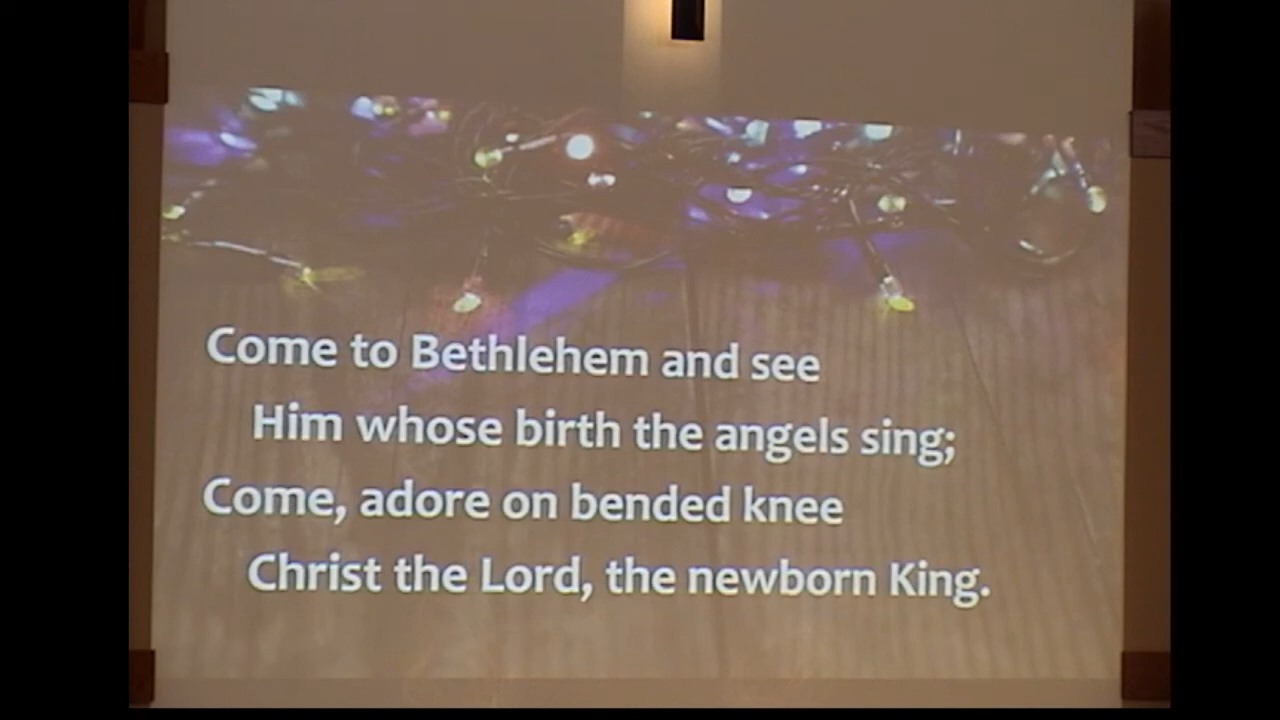 Come to Bethlehem and see
Him whose birth the angels sing;
Come, adore on bended knee
Christ the Lord, the newborn King.